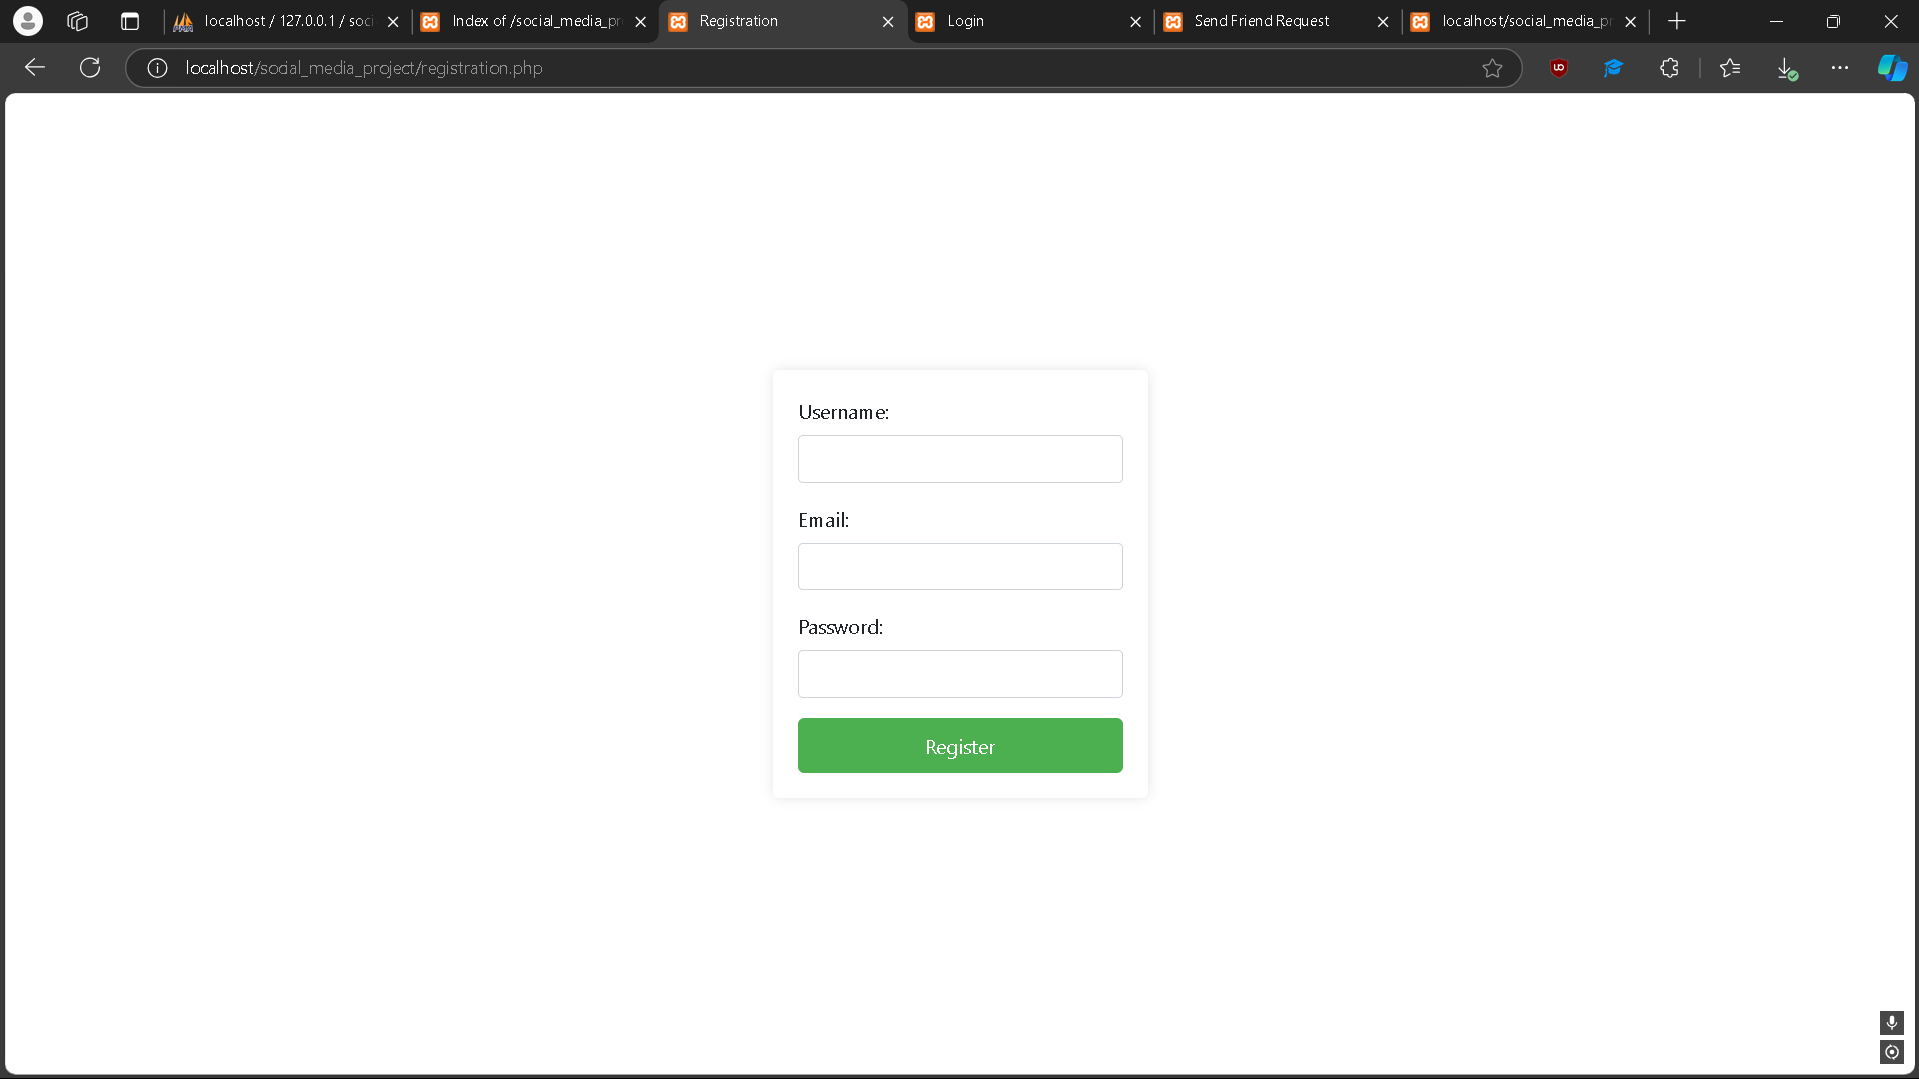 localhost / 127.0.0.1 / soci
Index of /social_media_pr
Registration
Login
Send Friend Request
localhost/social_media_p
localhost/social_media_project/registration.php
Username:
Email:
Password:
Register